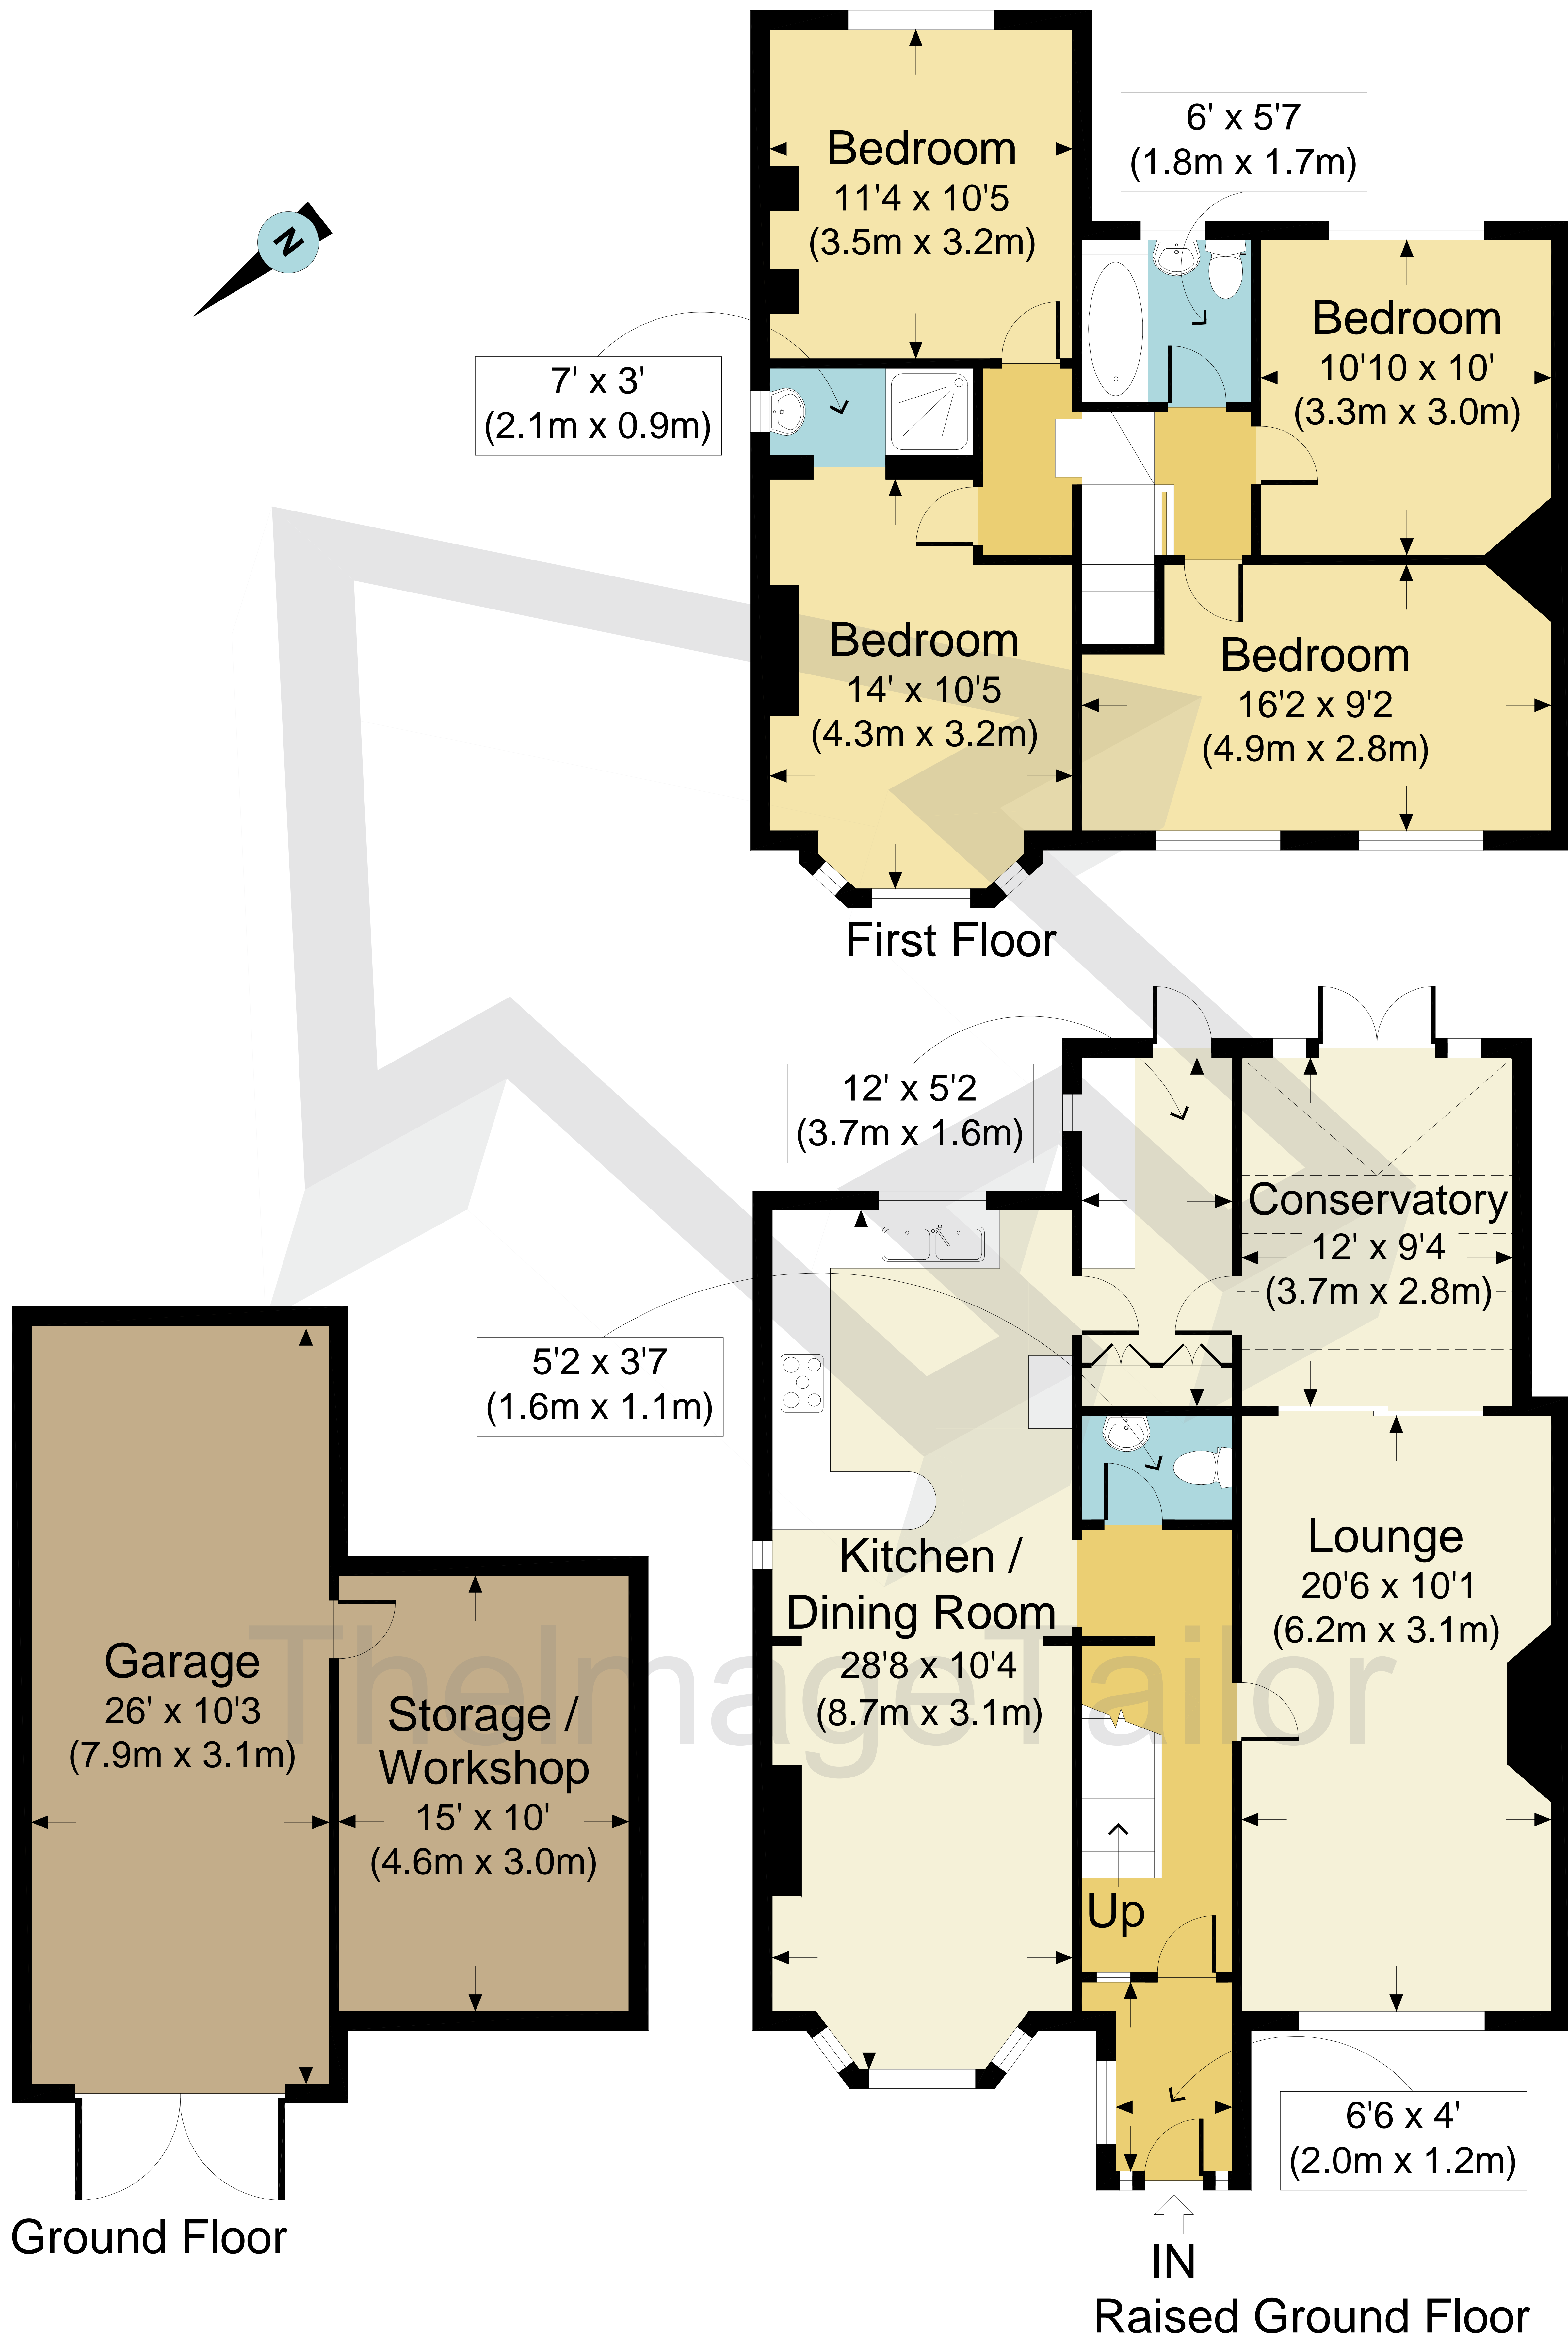 Bedroom
11'4 x 10'5
(3.5m x 3.2m)
6' x 5'7
(1.8m x 1.7m)
N
Bedroom
10'10 x 10'
(3.3m x 3.0m)
7' x 3'
(2.1m x 0.9m)
Bedroom
14' x 10'5
(4.3m x 3.2m)
Bedroom
16'2 x 9'2
(4.9m x 2.8m)
First Floor
12' x 5'2
(3.7m x 1.6m)
Conservatory
12' x 9'4
(3.7m x 2.8m)
5'2 x 3'7
(1.6m x 1.1m)
Kitchen /
Dining Room
28'8 x 10'4
(8.7m x 3.1m)
Lounge
20'6 x 10'1
(6.2m x 3.1m)
Garage
26' x 10'3
(7.9m x 3.1m)
Storage /
Workshop
15' x 10'
(4.6m x 3.0m)
TheImageTailor
Up
6'6 x 4'
(2.0m x 1.2m)
Ground Floor
IN
Raised Ground Floor